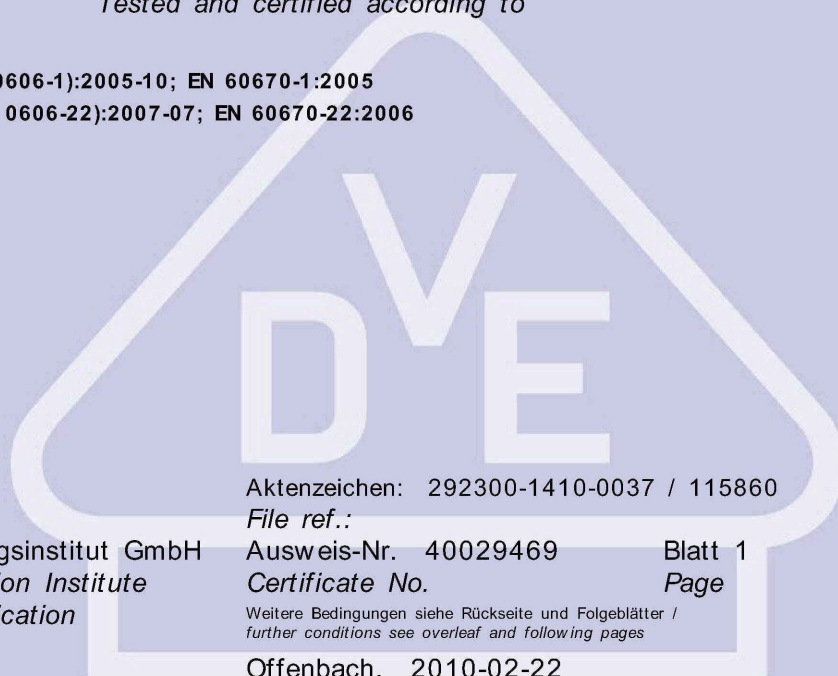 Tested and certified according to
0606-1):2005-10; EN 60670-1:2005
0606-22):2007-07; EN 60670-22:2006
VDE
Aktenzeichen: 292300-1410-0037 / 115860
File ref.:
gsinstitut GmbH Ausweis-Nr. 40029469 Blatt 1
ion Institute Certificate No. Page
ication
Weitere Bedingungen siehe Rückseite und Folgeblätter /
further conditions see overleaf and following pages
Offenbach, 2010-02-22